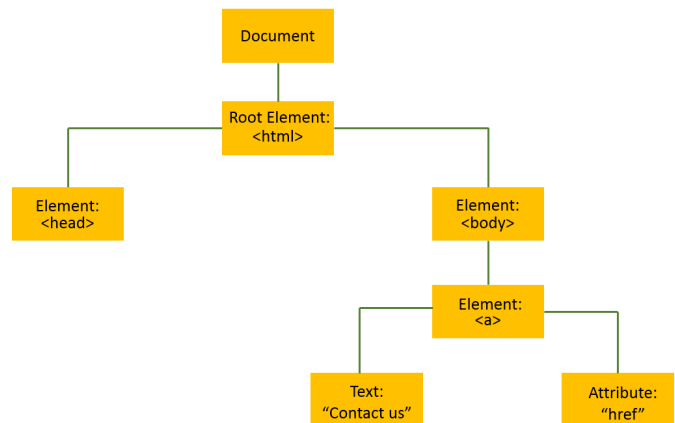 Document
Root Element:
<html>
Element:
<head>
Element:
<body>
Element:
<a>
Text:
“Contact us”
Attribute:
“href”